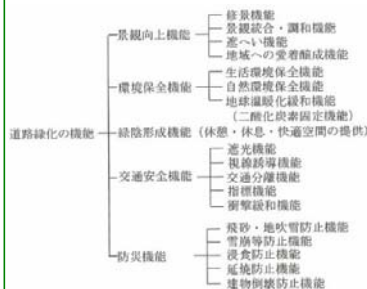 道路緑化の機能
景観向上機能
修景機能
景観統合・調和機能
遮へい機能
地域への愛着醸成機能
環境保全機能
生活環境保全機能
自然環境保全機能
地球温暖化緩和機能
(二酸化炭素固定機能)
緑陰形成機能 (休憩・休息・快適空間の提供)
交通安全機能
遮光機能
視線誘導機能
交通分離機能
指標機能
衝撃緩和機能
防災機能
飛砂・地吹雪防止機能
雪崩等防止機能
浸食防止機能
延焼防止機能
建物倒壊防止機能